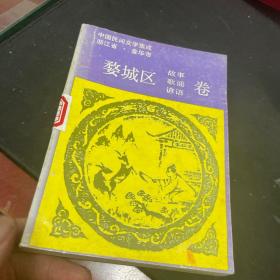 中国民间文学集成
浙江省·金华市
婺城区
故事
歌谣
谚语
卷